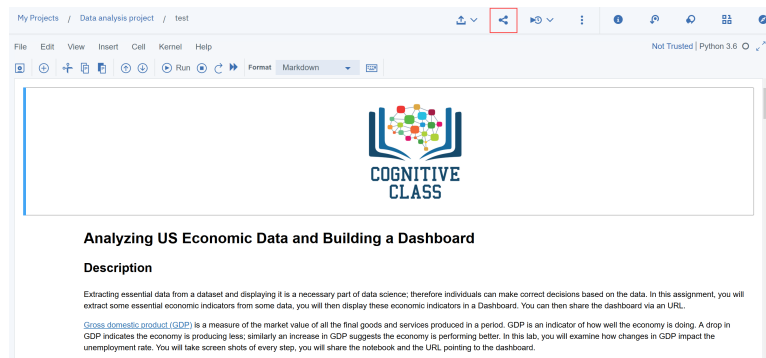 My Projects / Data analysis project / test
File Edit View Insert Cell Kernel Help Not Trusted | Python 3.6
Run Format Markdown
COGNITIVE
CLASS
Analyzing US Economic Data and Building a Dashboard
Description
Extracting essential data from a dataset and displaying it is a necessary part of data science; therefore individuals can make correct decisions based on the data. In this assignment, you will
extract some essential economic indicators from some data, you will then display these economic indicators in a Dashboard. You can then share the dashboard via an URL.
Gross domestic product (GDP) is a measure of the market value of all the final goods and services produced in a period. GDP is an indicator of how well the economy is doing. A drop in
GDP indicates the economy is producing less; similarly an increase in GDP suggests the economy is performing better. In this lab, you will examine how changes in GDP impact the
unemployment rate. You will take screen shots of every step, you will share the notebook and the URL pointing to the dashboard.